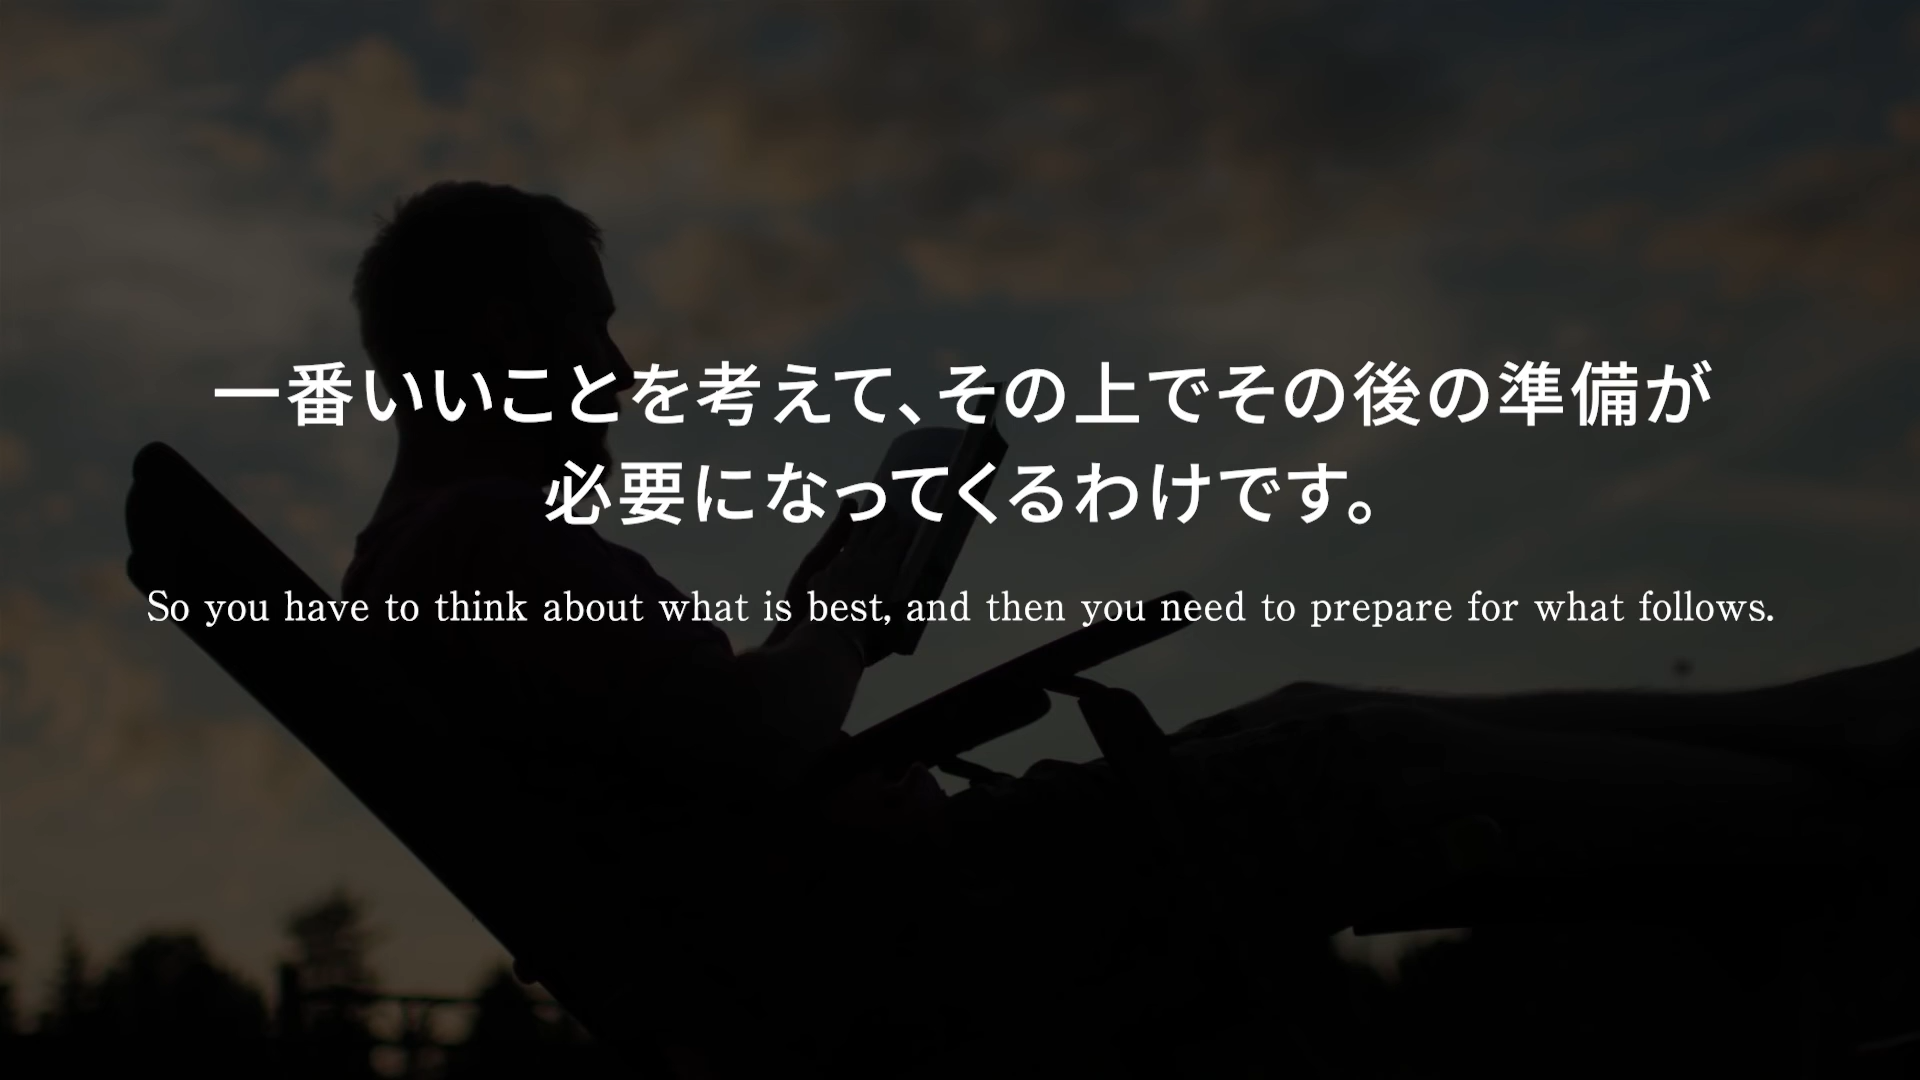 一番いいことを考えて、その上でその後の準備が
必要になってくるわけです。
So you have to think about what is best, and then you need to prepare for what follows.